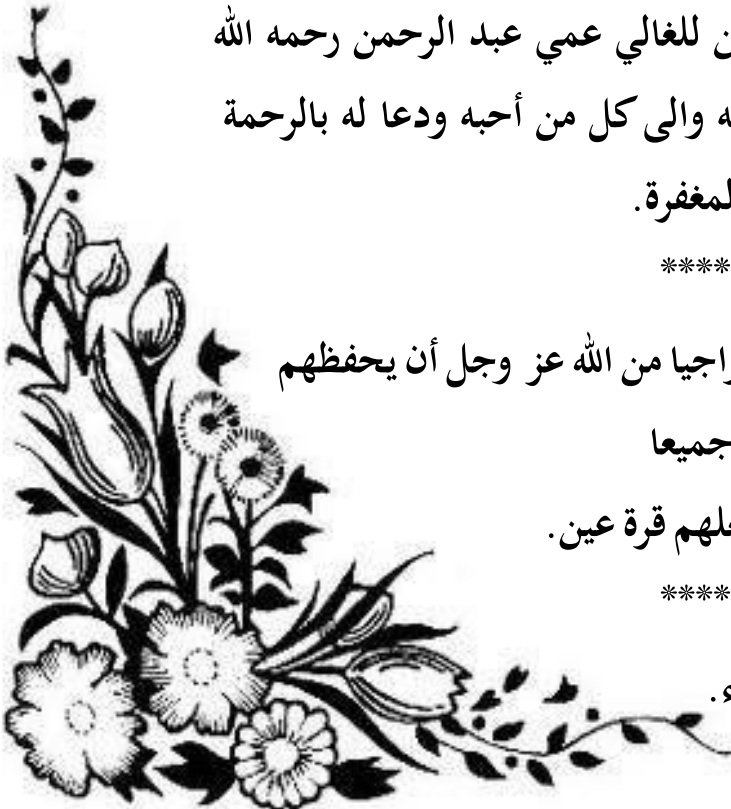 للغالي عمي عبد الرحمن رحمه الله
والى كل من أحبه ودعا له بالرحمة
لمغفرة.
****
راجيا من الله عز وجل أن يحفظهم
جميعا
قرة عين.
****